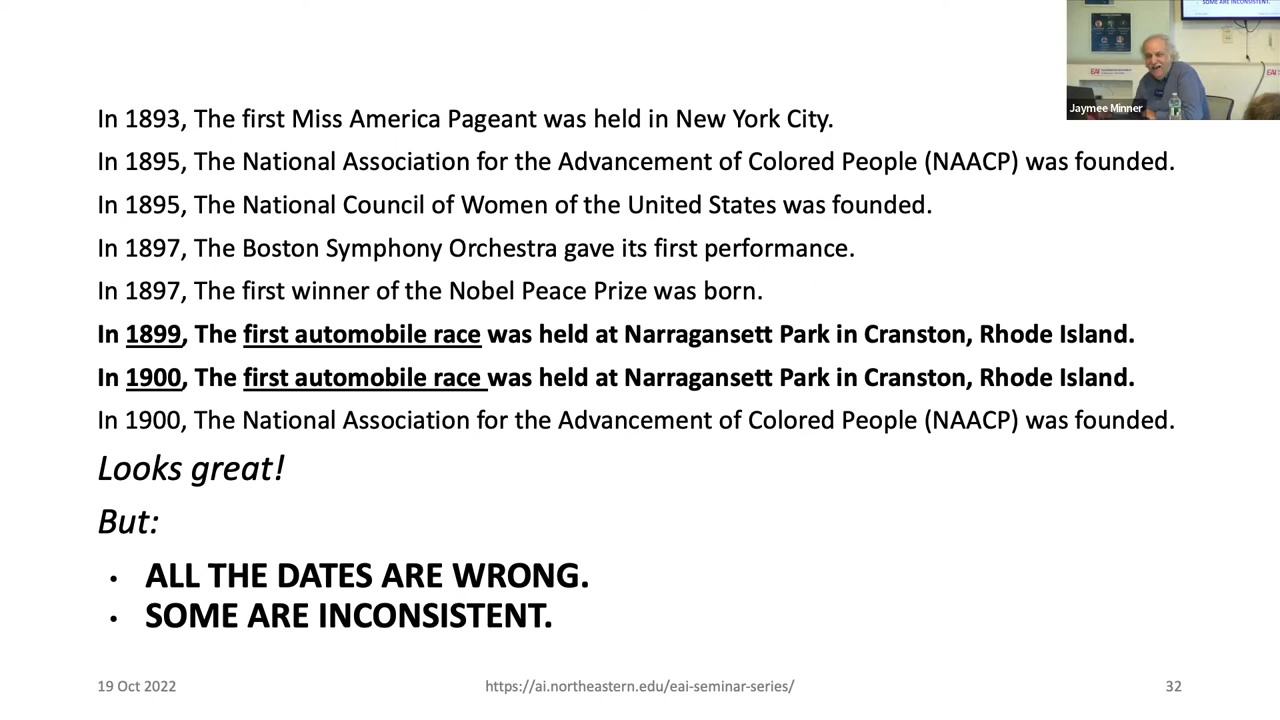 SOME ARE INCONSISTENT.
EAI
EAI
Jaymee Minner
In 1893, The first Miss America Pageant was held in New York City.
In 1895, The National Association for the Advancement of Colored People (NAACP) was founded.
In 1895, The National Council of Women of the United States was founded.
In 1897, The Boston Symphony Orchestra gave its first performance.
In 1897, The first winner of the Nobel Peace Prize was born.
In 1899, The first automobile race was held at Narragansett Park in Cranston, Rhode Island.
In 1900, The first automobile race was held at Narragansett Park in Cranston, Rhode Island.
In 1900, The National Association for the Advancement of Colored People (NAACP) was founded.
Looks great!
But:
• ALL THE DATES ARE WRONG.
• SOME ARE INCONSISTENT.
19 Oct 2022
https://ai.northeastern.edu/eai-seminar-series/
32